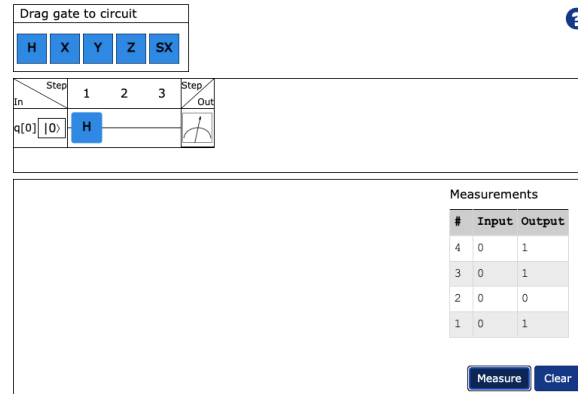 Drag gate to circuit
?
H X Y Z SX
Step
In
1 2 3
Step
Out
q[0] |0⟩ H
Measurements
# Input Output
4 0 1
3 0 1
2 0 0
1 0 1
Measure Clear